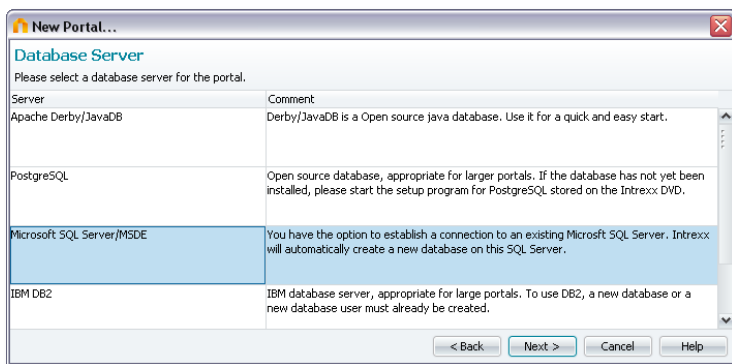 New Portal...
Database Server
Please select a database server for the portal.
Server Comment
Apache Derby/JavaDB Derby/JavaDB is a Open source java database. Use it for a quick and easy start.
PostgreSQL Open source database, appropriate for larger portals. If the database has not yet been
installed, please start the setup program for PostgreSQL stored on the Intrexx DVD.
Microsoft SQL Server/MSDE You have the option to establish a connection to an existing Microsft SQL Server. Intrexx
will automatically create a new database on this SQL Server.
IBM DB2 IBM database server, appropriate for large portals. To use DB2, a new database or a
new database user must already be created.
< Back Next > Cancel Help